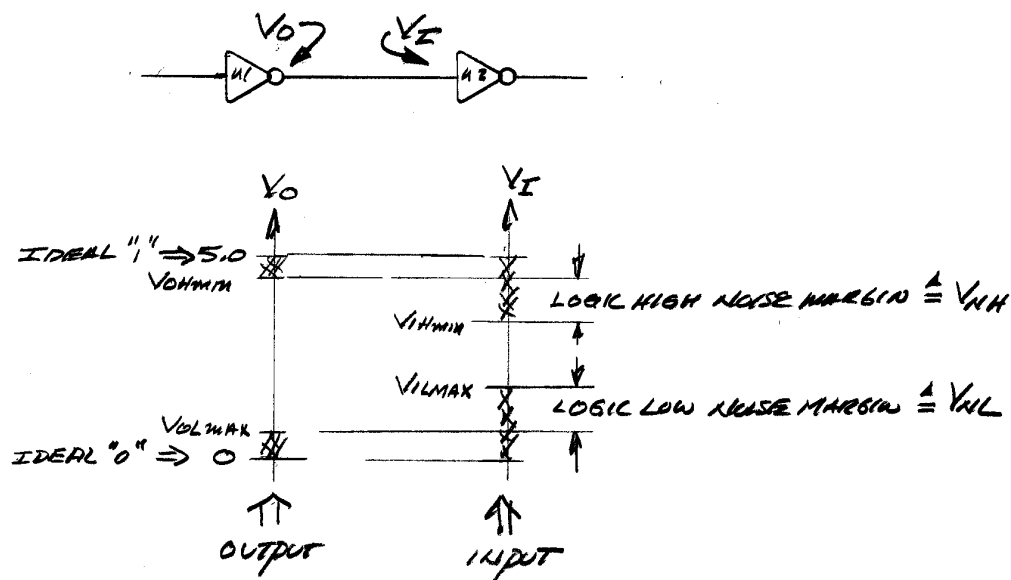 VO VI
U1 U2
VO VI
IDEAL "1" ⇒ 5.0
VOHMIN
LOGIC HIGH NOISE MARGIN ≜ VNH
VIHMIN
VILMAX
LOGIC LOW NOISE MARGIN ≜ VNL
VOLMAX
IDEAL "0" ⇒ 0
OUTPUT INPUT